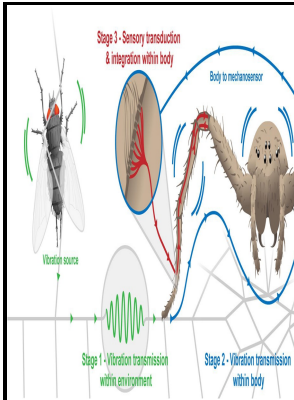 Stage 3 - Sensory transduction
& integration within body
Body to mechanosensor
Vibration source
Stage 1 - Vibration transmission
within environment
Stage 2 - Vibration transmission
within body